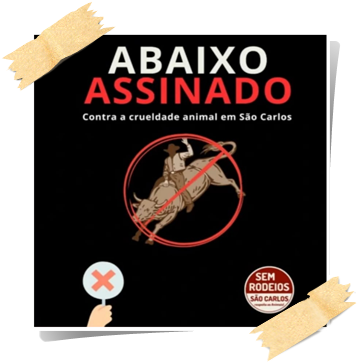 ABAIXO
ASSINADO
Contra a crueldade animal em São Carlos
SEM
RODEIOS
SÃO CARLOS